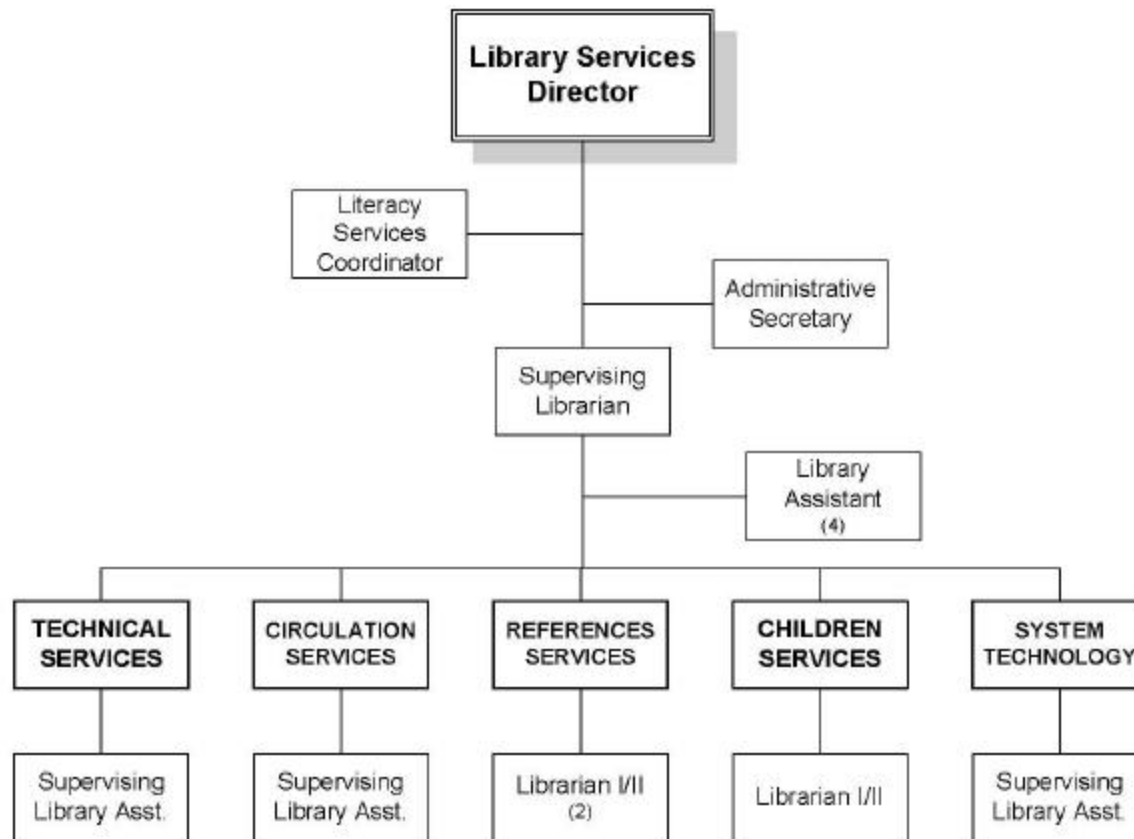 Library Services
Director
Literacy
Services
Coordinator
Administrative
Secretary
Supervising
Librarian
Library
Assistant
(4)
TECHNICAL
SERVICES
CIRCULATION
SERVICES
REFERENCES
SERVICES
CHILDREN
SERVICES
SYSTEM
TECHNOLOGY
Supervising
Library Asst.
Supervising
Library Asst.
Librarian I/II
(2)
Librarian I/II
Supervising
Library Asst.